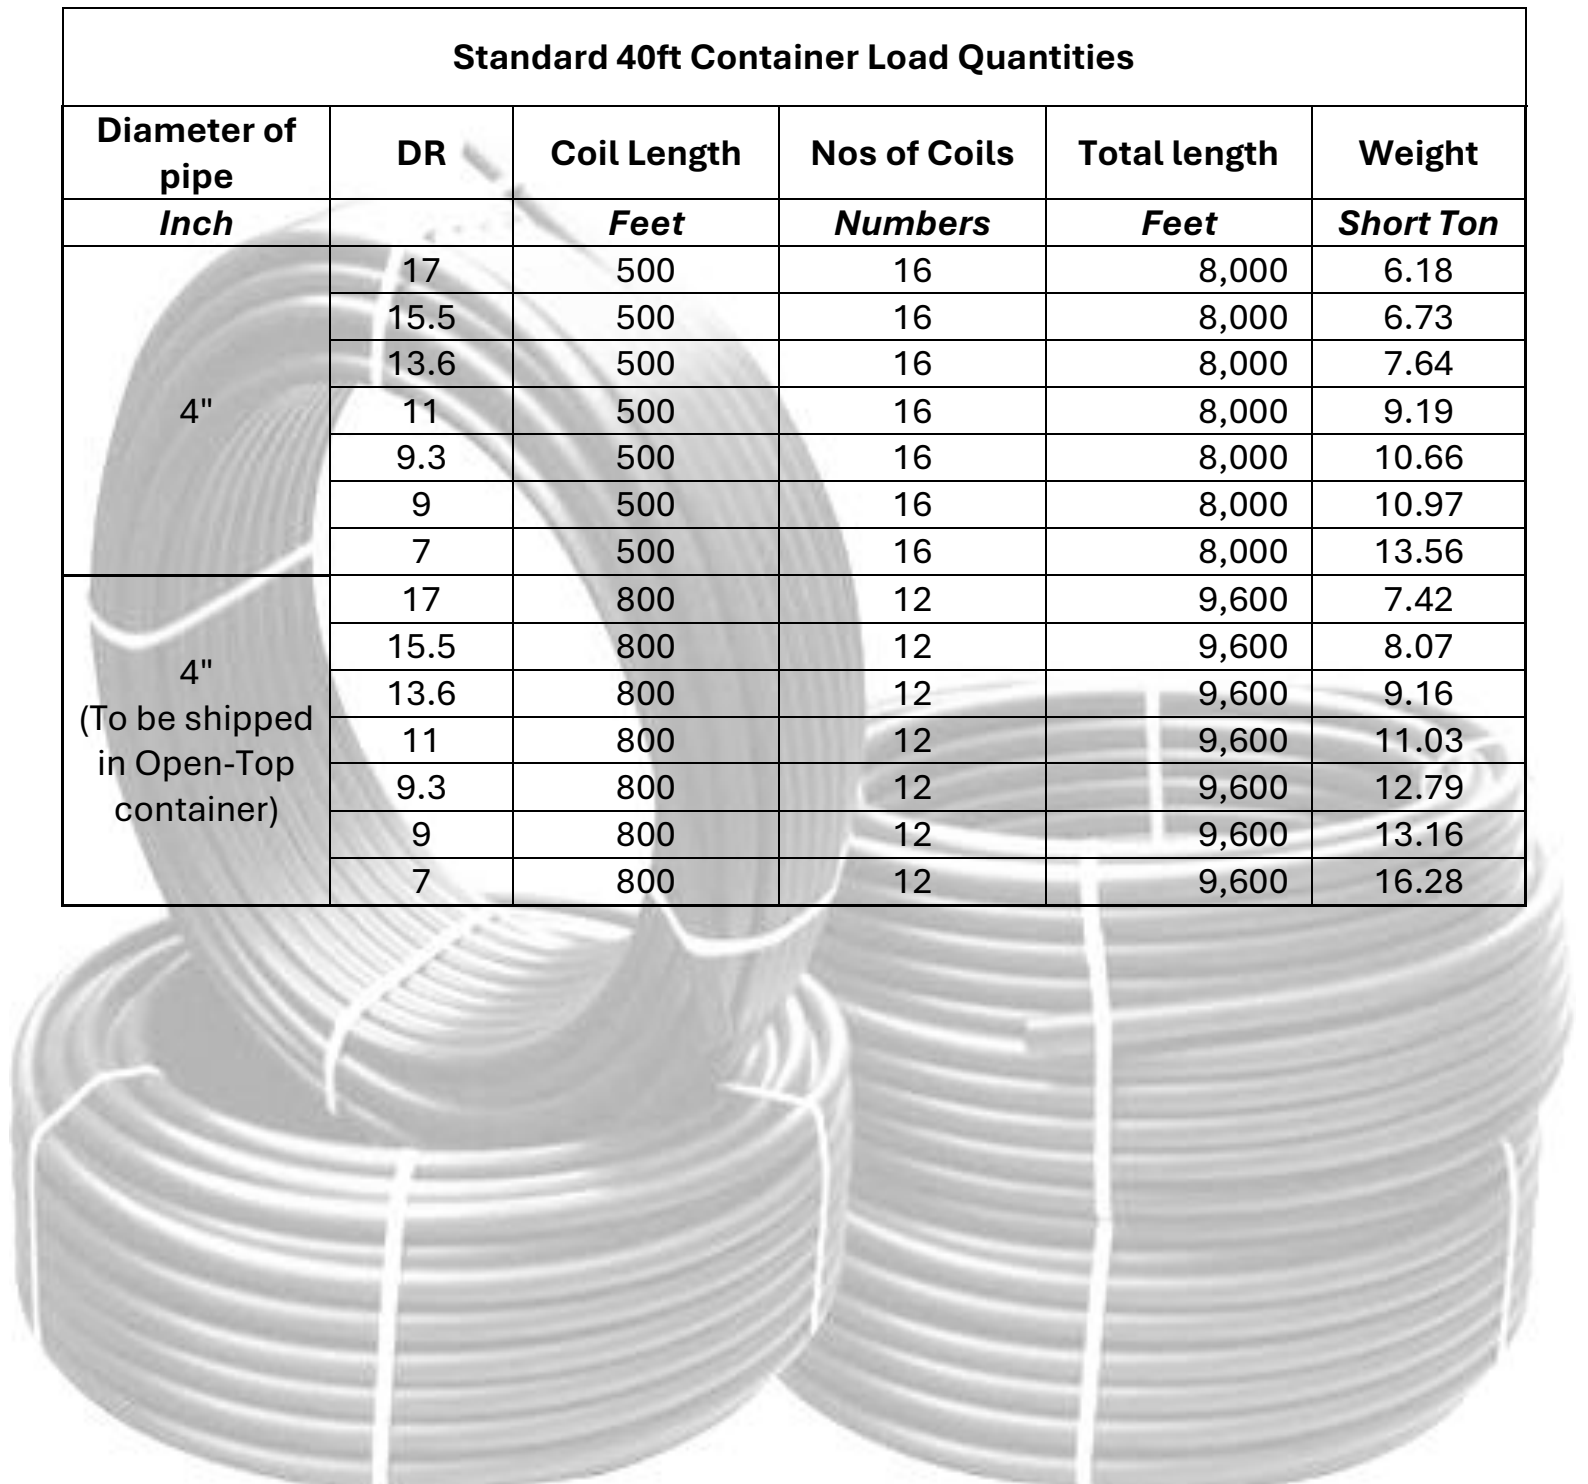 Standard 40ft Container Load Quantities
Diameter of pipe DR Coil Length Nos of Coils Total length Weight
Inch Feet Numbers Feet Short Ton
4"
17 500 16 8,000 6.18
15.5 500 16 8,000 6.73
13.6 500 16 8,000 7.64
11 500 16 8,000 9.19
9.3 500 16 8,000 10.66
9 500 16 8,000 10.97
7 500 16 8,000 13.56
4"
(To be shipped
in Open-Top
container)
17 800 12 9,600 7.42
15.5 800 12 9,600 8.07
13.6 800 12 9,600 9.16
11 800 12 9,600 11.03
9.3 800 12 9,600 12.79
9 800 12 9,600 13.16
7 800 12 9,600 16.28